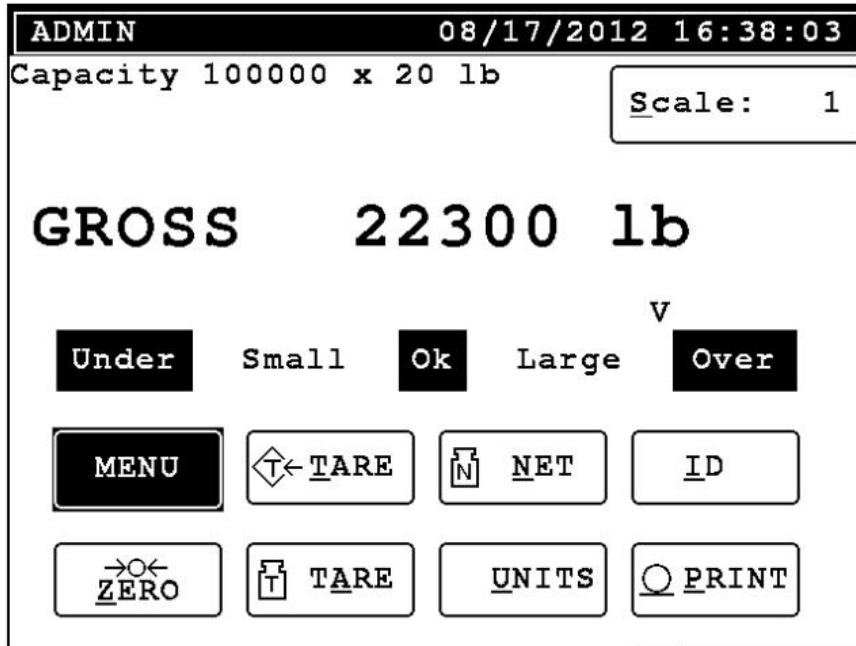 ADMIN 08/17/2012 16:38:03
Capacity 100000 x 20 lb
Scale: 1
GROSS 22300 lb
V
Under Small Ok Large Over
MENU T TARE N NET ID
ZERO T TARE UNITS PRINT